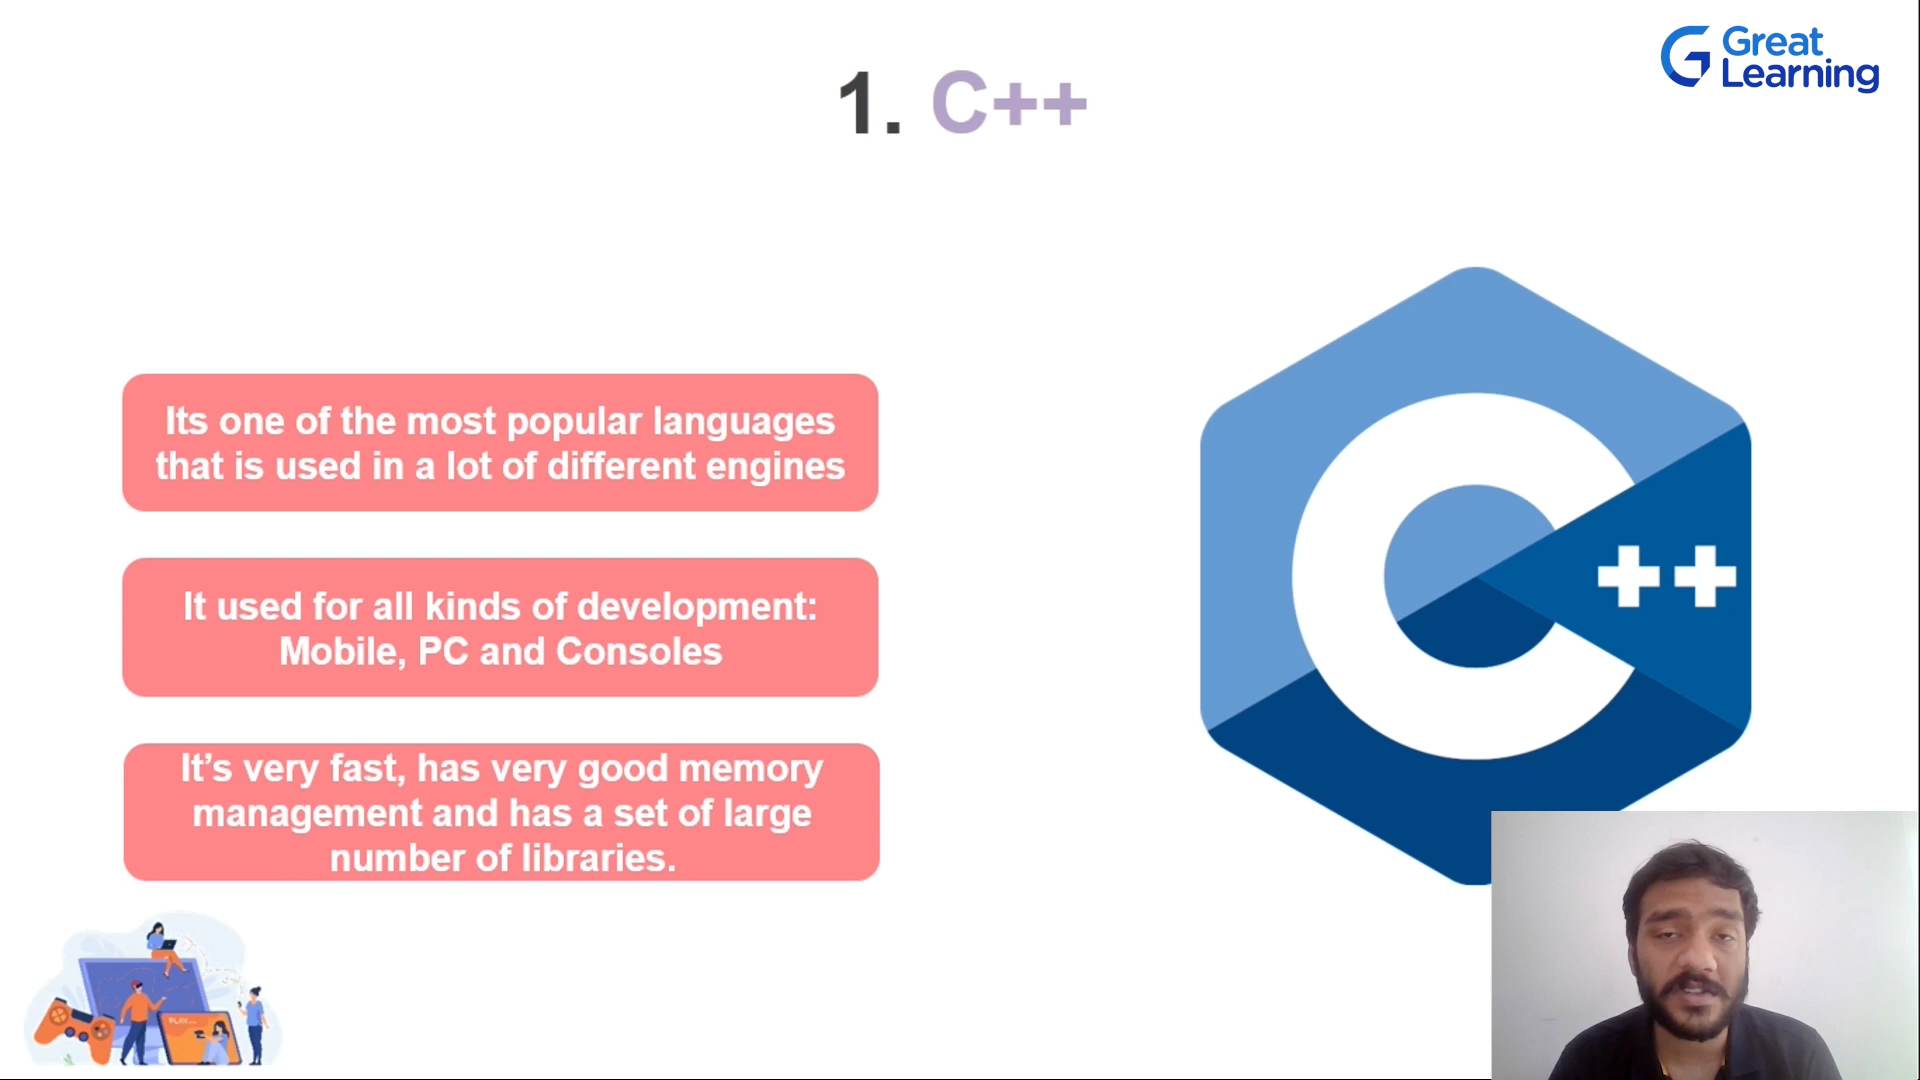 Great
Learning
1. C++
Its one of the most popular languages
that is used in a lot of different engines
It used for all kinds of development:
Mobile, PC and Consoles
It’s very fast, has very good memory
management and has a set of large
number of libraries.
C++
PLAY...